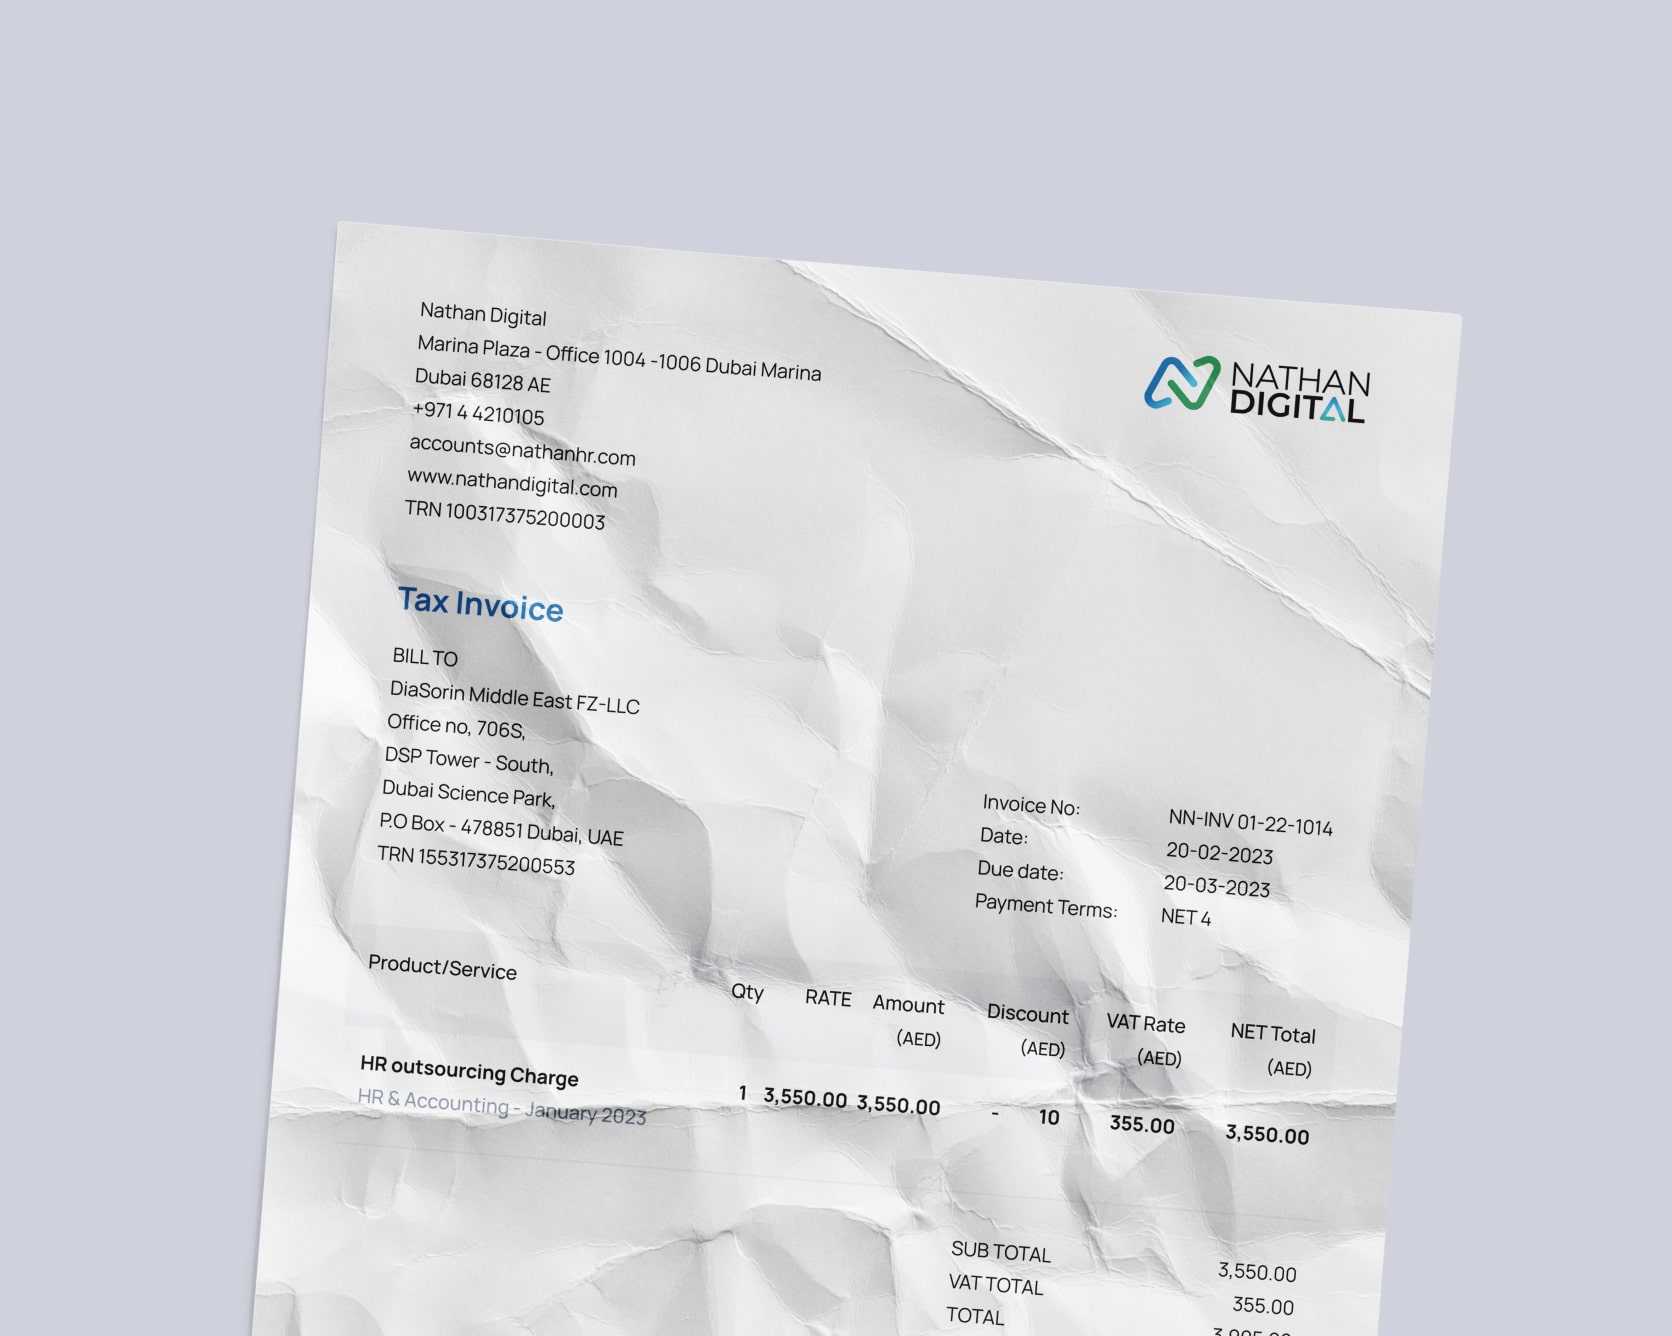 Nathan Digital
Marina Plaza - Office 1004 -1006 Dubai Marina
Dubai 68128 AE
+971 4 4210105
accounts@nathanhr.com
www.nathandigital.com
TRN 100317375200003
NATHAN
DIGITAL
Tax Invoice
BILL TO
DiaSorin Middle East FZ-LLC
Office no, 706S,
DSP Tower - South,
Dubai Science Park,
P.O Box - 478851 Dubai, UAE
TRN 155317375200553
Invoice No: NN-INV 01-22-1014
Date: 20-02-2023
Due date: 20-03-2023
Payment Terms: NET 4
Product/Service Qty RATE Amount Discount VAT Rate NET Total
(AED) (AED) (AED) (AED)
HR outsourcing Charge 1 3,550.00 3,550.00 - 10 355.00 3,550.00
HR & Accounting - January 2023
SUB TOTAL 3,550.00
VAT TOTAL 355.00
TOTAL